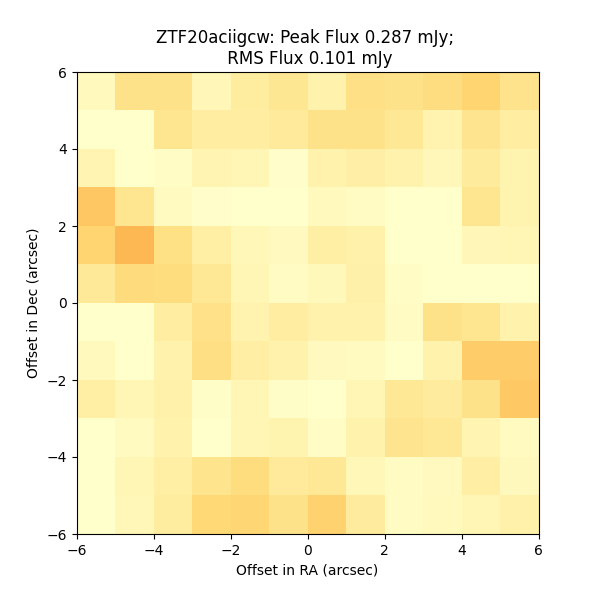 ZTF20aciigcw: Peak Flux 0.287 mJy;
RMS Flux 0.101 mJy
6
4
2
0
−2
−4
−6
Offset in Dec (arcsec)
−6 −4 −2 0 2 4 6
Offset in RA (arcsec)